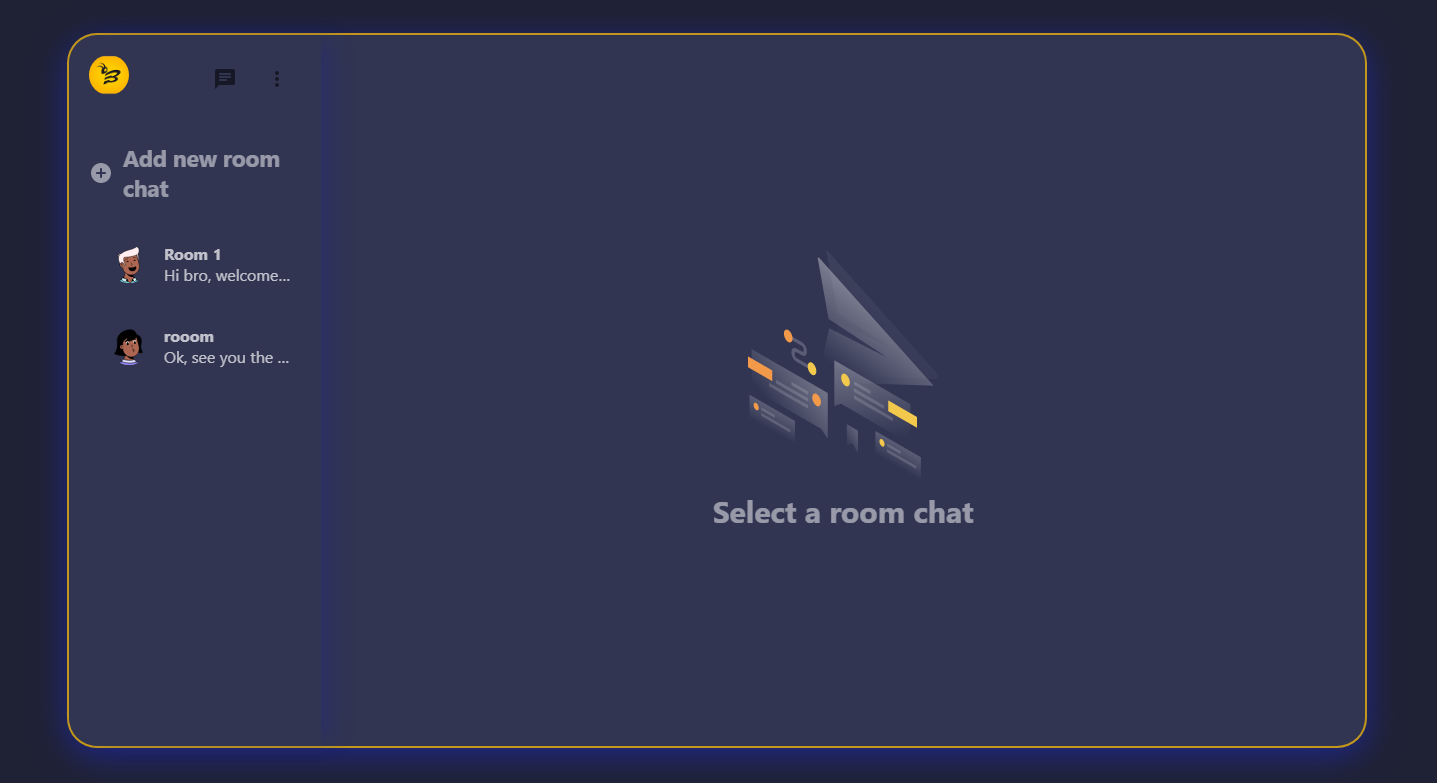 Add new room
chat
Room 1
Hi bro, welcome...
rooom
Ok, see you the ...
Select a room chat